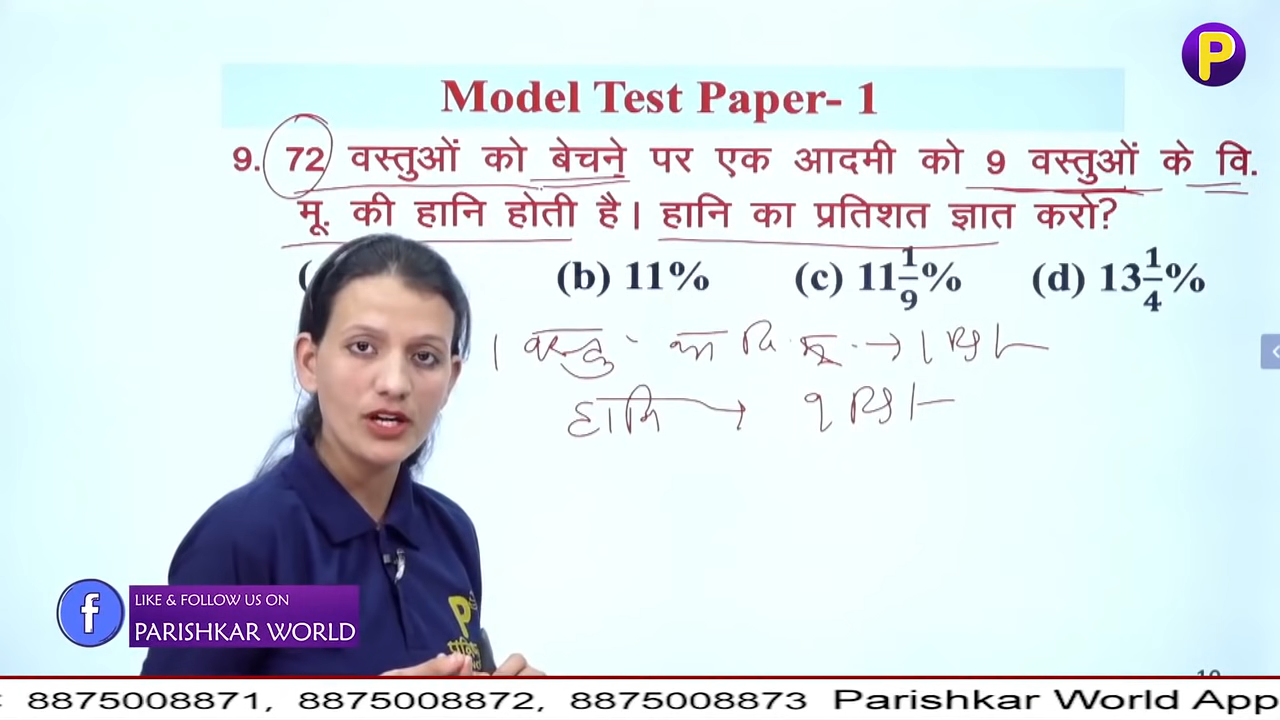 P
Model Test Paper- 1
9. 72 वस्तुओं को बेचने पर एक आदमी को 9 वस्तुओं के वि.
मू. की हानि होती है। हानि का प्रतिशत ज्ञात करो?
( (b) 11% (c) 11 1/9% (d) 13 1/4%
1 वस्तु का वि. मू. → 1 Rs/-
हानि → 9 Rs/-
P
f LIKE & FOLLOW US ON
PARISHKAR WORLD
8875008871, 8875008872, 8875008873 Parishkar World App